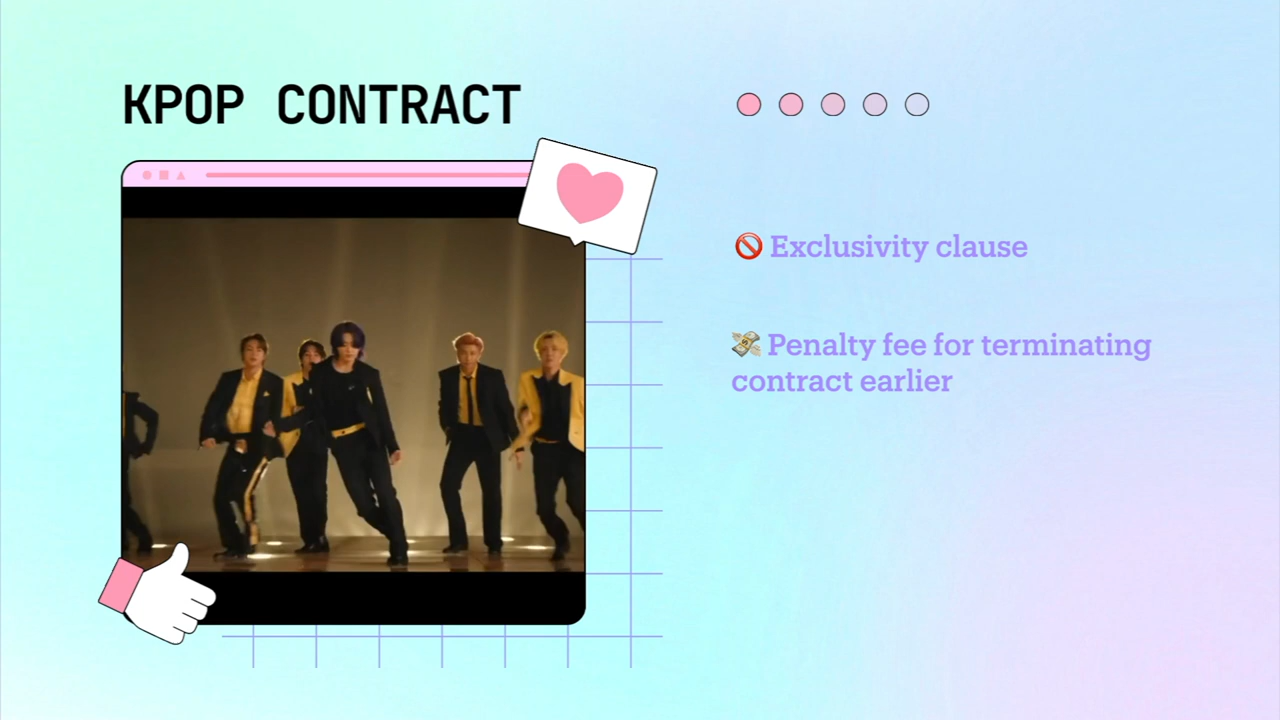 KPOP CONTRACT
🚫 Exclusivity clause
💸 Penalty fee for terminating
contract earlier